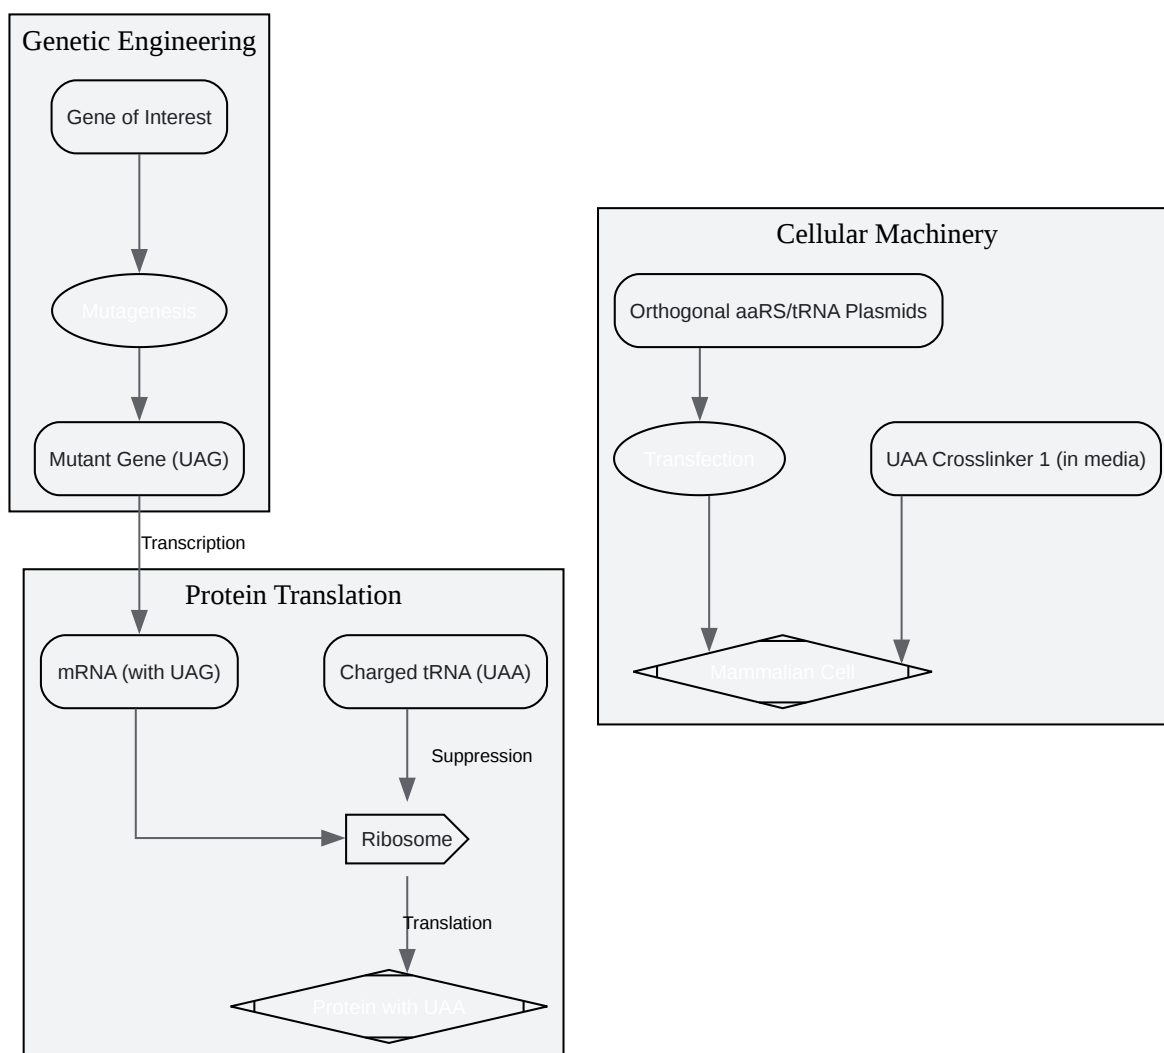 Genetic Engineering
Gene of Interest
Mutagenesis
Mutant Gene (UAG)
Transcription
Protein Translation
mRNA (with UAG)
Charged tRNA (UAA)
Suppression
Ribosome
Translation
Protein with UAA
Cellular Machinery
Orthogonal aaRS/tRNA Plasmids
Transfection
UAA Crosslinker 1 (in media)
Mammalian Cell